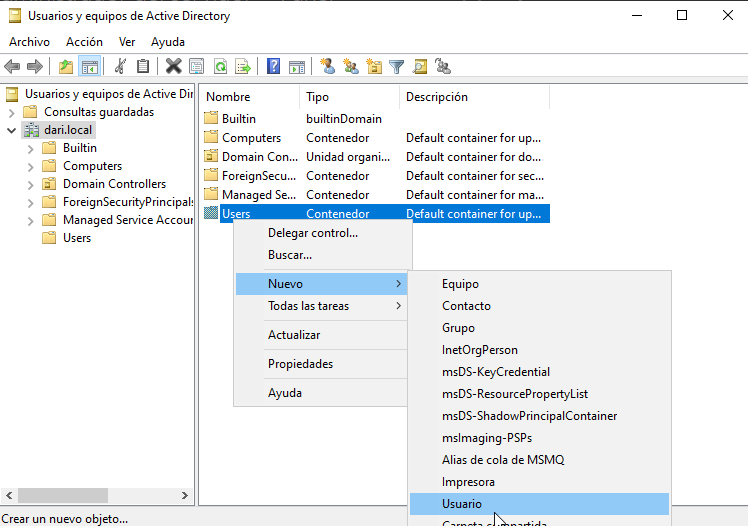 Usuarios y equipos de Active Directory
Archivo Acción Ver Ayuda
Usuarios y equipos de Active Dir
Consultas guardadas
dari.local
Builtin
Computers
Domain Controllers
ForeignSecurityPrincipals
Managed Service Accour
Users
Nombre Tipo Descripción
Builtin builtinDomain
Computers Contenedor Default container for up...
Domain Con... Unidad organi... Default container for do...
ForeignSecu... Contenedor Default container for sec...
Managed Se... Contenedor Default container for ma...
Users Contenedor Default container for up...
Delegar control...
Buscar...
Nuevo
Todas las tareas
Actualizar
Propiedades
Ayuda
Equipo
Contacto
Grupo
InetOrgPerson
msDS-KeyCredential
msDS-ResourcePropertyList
msDS-ShadowPrincipalContainer
msImaging-PSPs
Alias de cola de MSMQ
Impresora
Usuario
Carpeta compartida
Crear un nuevo objeto...